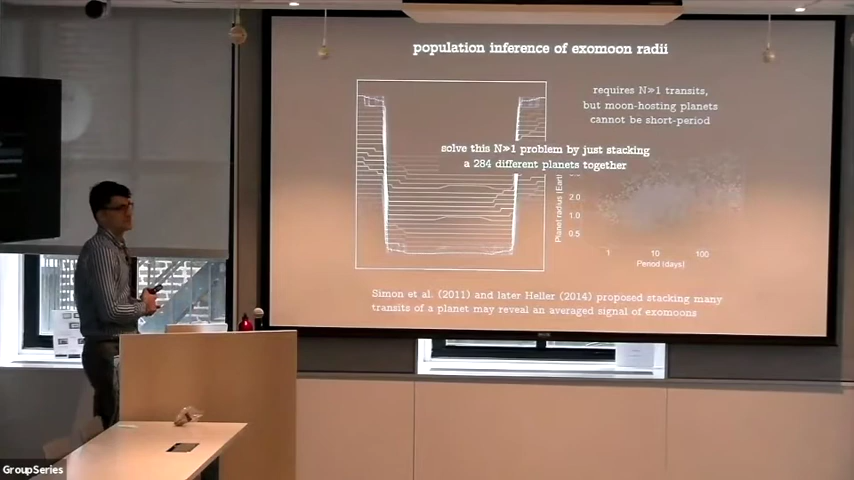 population inference of exomoon radii
requires N≫1 transits,
but moon-hosting planets
cannot be short-period
solve this N≫1 problem by just stacking
a 284 different planets together
Planet radius [Eart
2.0
1.0
0.5
1
10
100
Period [days]
Simon et al. (2011) and later Heller (2014) proposed stacking many
transits of a planet may reveal an averaged signal of exomoons
GroupSeries